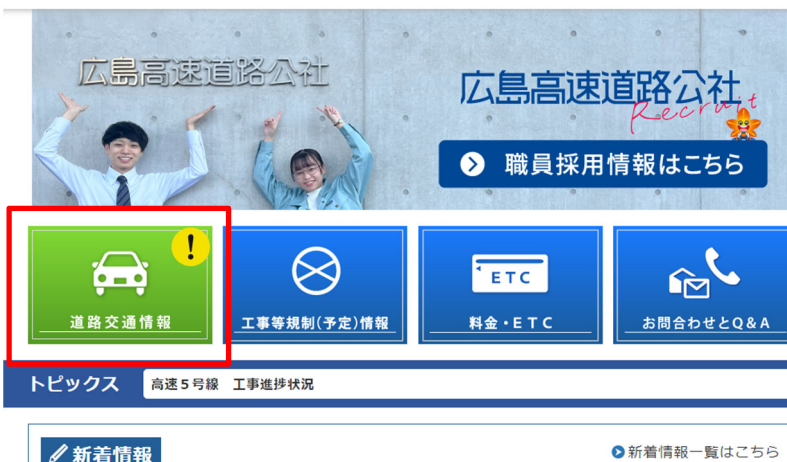 広島高速道路公社
広島高速道路公社
Recruit
職員採用情報はこちら
!
道路交通情報
工事等規制(予定)情報
ETC
料金・ETC
お問合わせとQ&A
トピックス
高速5号線 工事進捗状況
新着情報
新着情報一覧はこちら